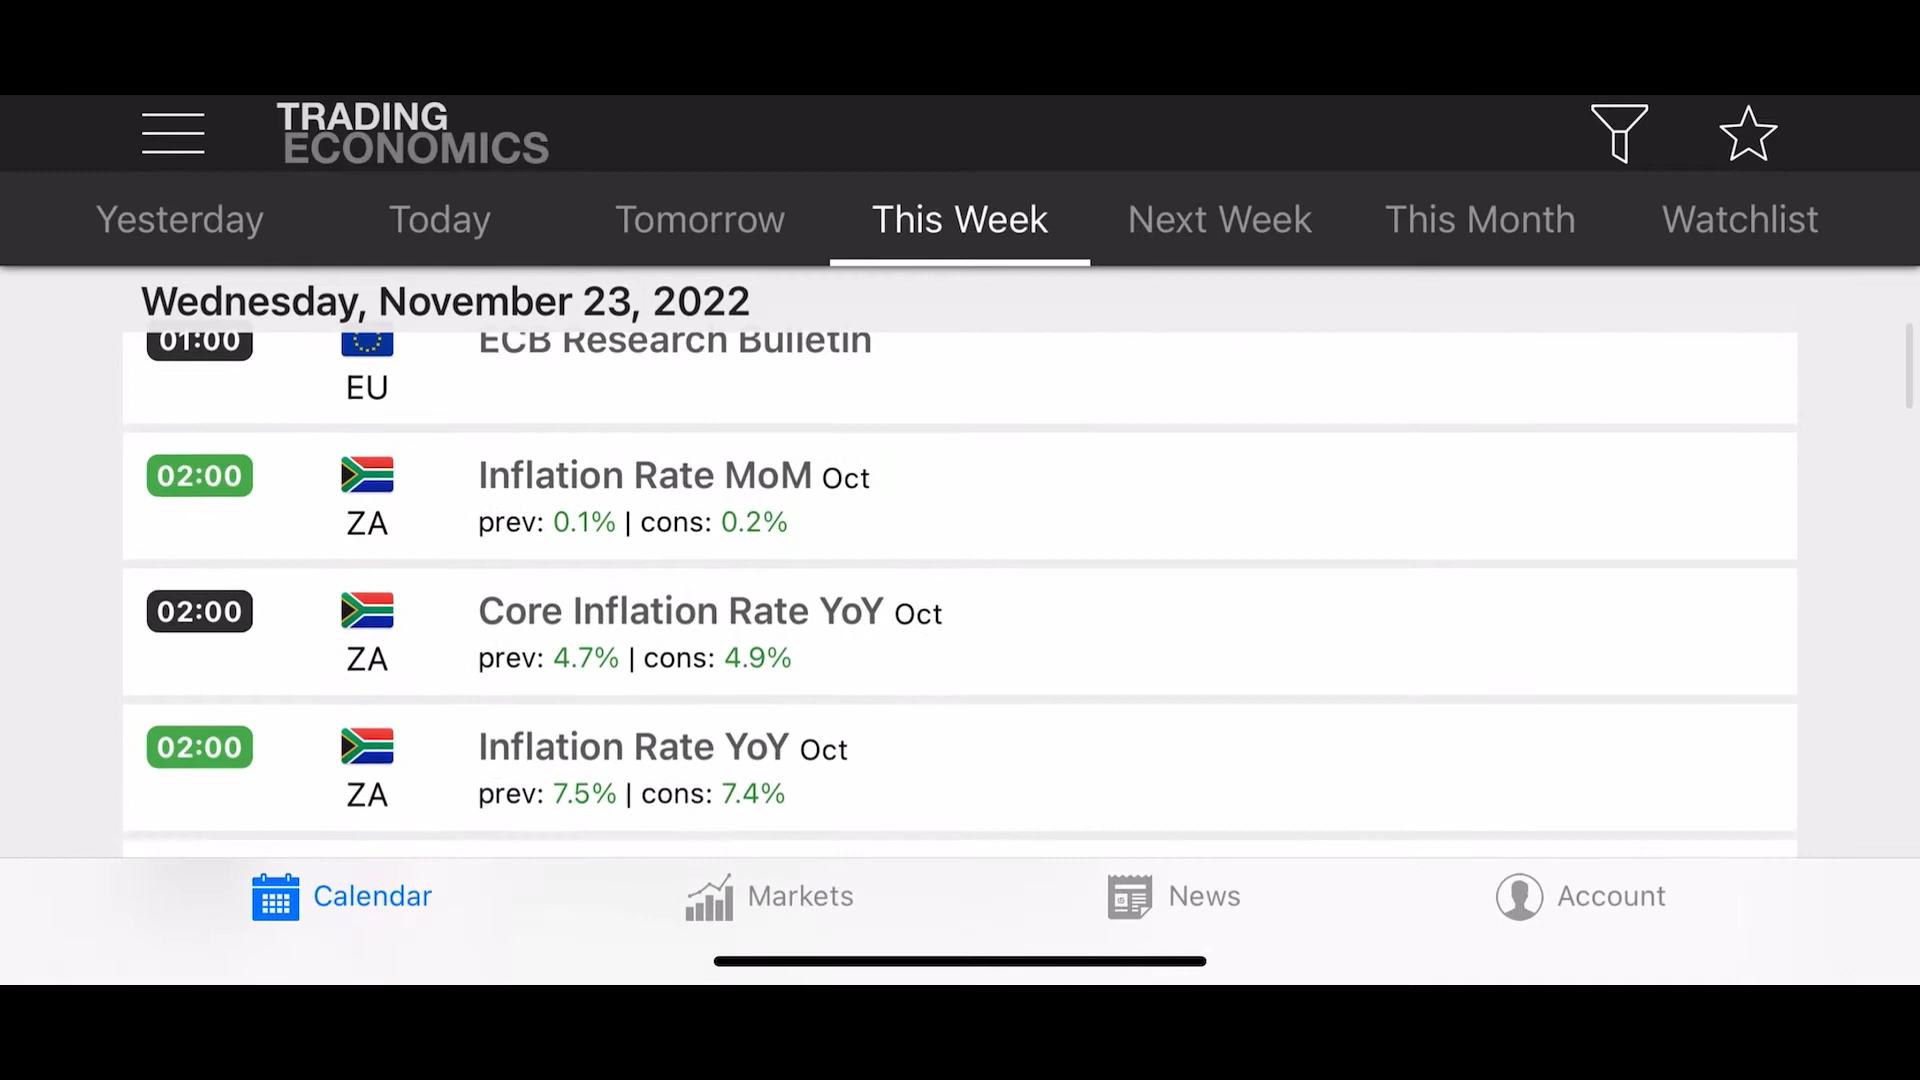 TRADING
ECONOMICS
Yesterday Today Tomorrow This Week Next Week This Month Watchlist
Wednesday, November 23, 2022
01:00 ECB Research Bulletin
EU
02:00 Inflation Rate MoM Oct
ZA prev: 0.1% | cons: 0.2%
02:00 Core Inflation Rate YoY Oct
ZA prev: 4.7% | cons: 4.9%
02:00 Inflation Rate YoY Oct
ZA prev: 7.5% | cons: 7.4%
Calendar Markets News Account